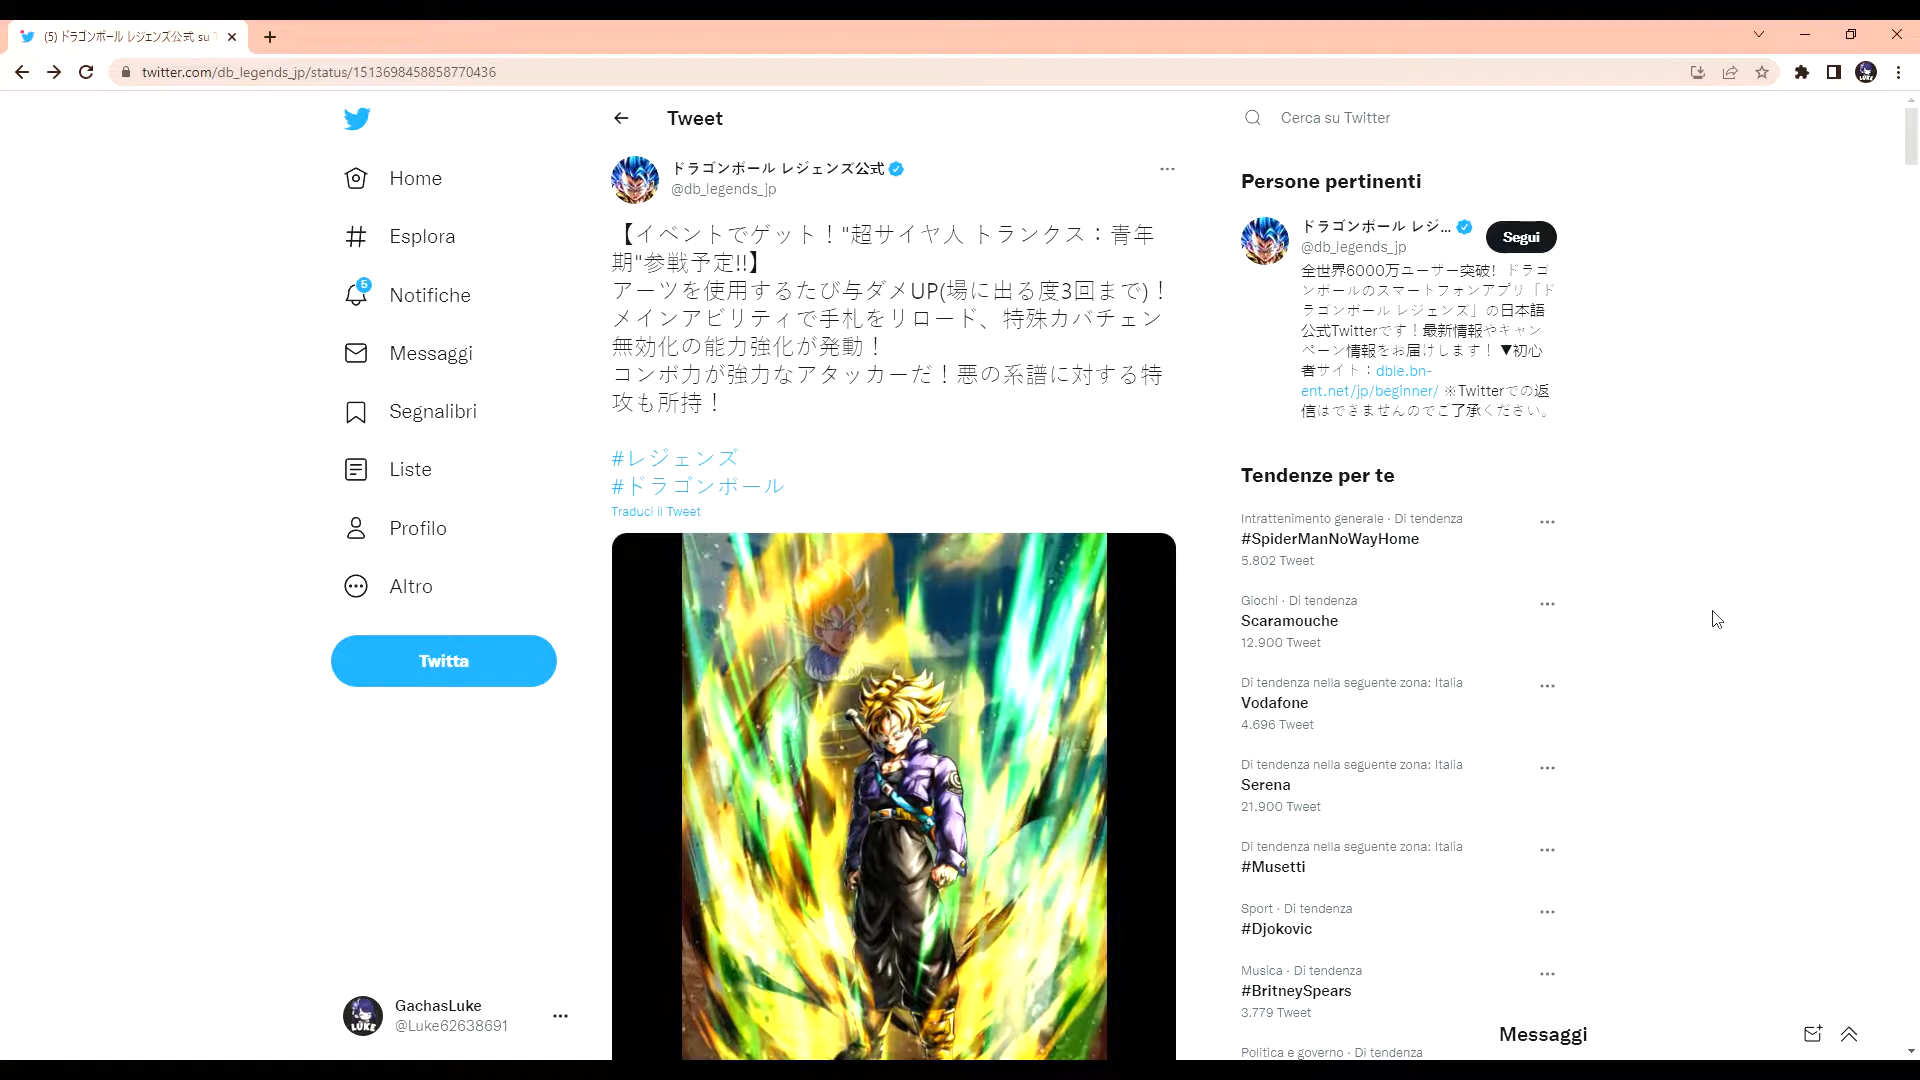 (5) ドラゴンボール レジェンズ公式 su T
twitter.com/db_legends_jp/status/1513698458858770436
Home
Esplora
5
Notifiche
Messaggi
Segnalibri
Liste
Profilo
Altro
Twitta
GachasLuke
@Luke62638691
Tweet
ドラゴンボール レジェンズ公式
@db_legends_jp
【イベントでゲット！"超サイヤ人 トランクス：青年
期"参戦予定!!】
アーツを使用するたび与ダメUP(場に出る度3回まで)！
メインアビリティで手札をリロード、特殊カバチェン
無効化の能力強化が発動！
コンボ力が強力なアタッカーだ！悪の系譜に対する特
攻も所持！
#レジェンズ
#ドラゴンボール
Traduci il Tweet
Cerca su Twitter
Persone pertinenti
ドラゴンボール レジ...
@db_legends_jp
Segui
全世界6000万ユーザー突破！ドラゴ
ンボールのスマートフォンアプリ「ド
ラゴンボール レジェンズ」の日本語
公式Twitterです！最新情報やキャン
ペーン情報をお届けします！ ▼初心
者サイト：dble.bn-
ent.net/jp/beginner/ ※Twitterでの返
信はできませんのでご了承ください。
Tendenze per te
Intrattenimento generale · Di tendenza
#SpiderManNoWayHome
5.802 Tweet
Giochi · Di tendenza
Scaramouche
12.900 Tweet
Di tendenza nella seguente zona: Italia
Vodafone
4.696 Tweet
Di tendenza nella seguente zona: Italia
Serena
21.900 Tweet
Di tendenza nella seguente zona: Italia
#Musetti
Sport · Di tendenza
#Djokovic
Musica · Di tendenza
#BritneySpears
3.779 Tweet
Politica e governo · Di tendenza
Messaggi
LUKE